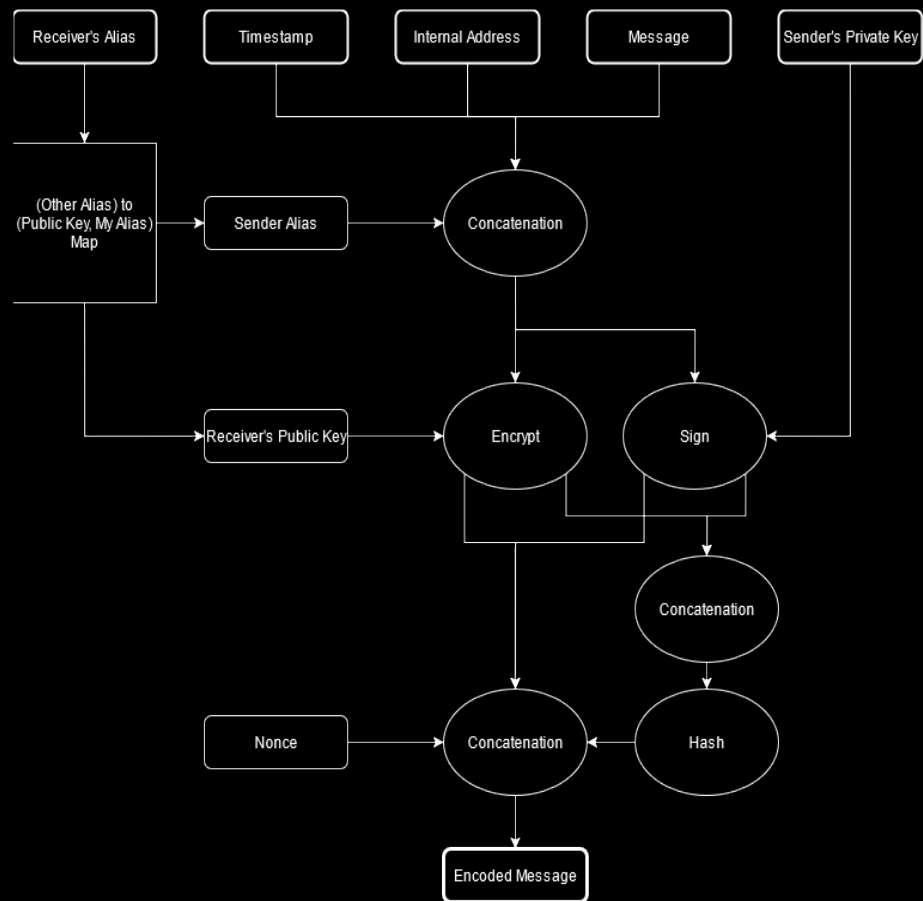 Receiver's Alias
Timestamp
Internal Address
Message
Sender's Private Key
(Other Alias) to
(Public Key, My Alias)
Map
Sender Alias
Concatenation
Receiver's Public Key
Encrypt
Sign
Concatenation
Nonce
Concatenation
Hash
Encoded Message